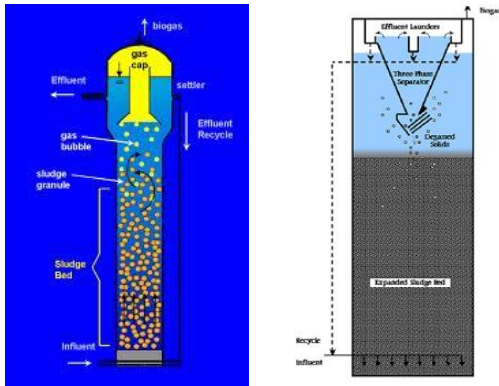 biogas
gas
cap
Effluent
settler
Effluent
Recycle
gas
bubble
sludge
granule
Sludge
Bed
Influent
Biogas
Effluent Launders
Three Phase
Separator
Degassed
Solids
Expanded Sludge Bed
Recycle
Influent